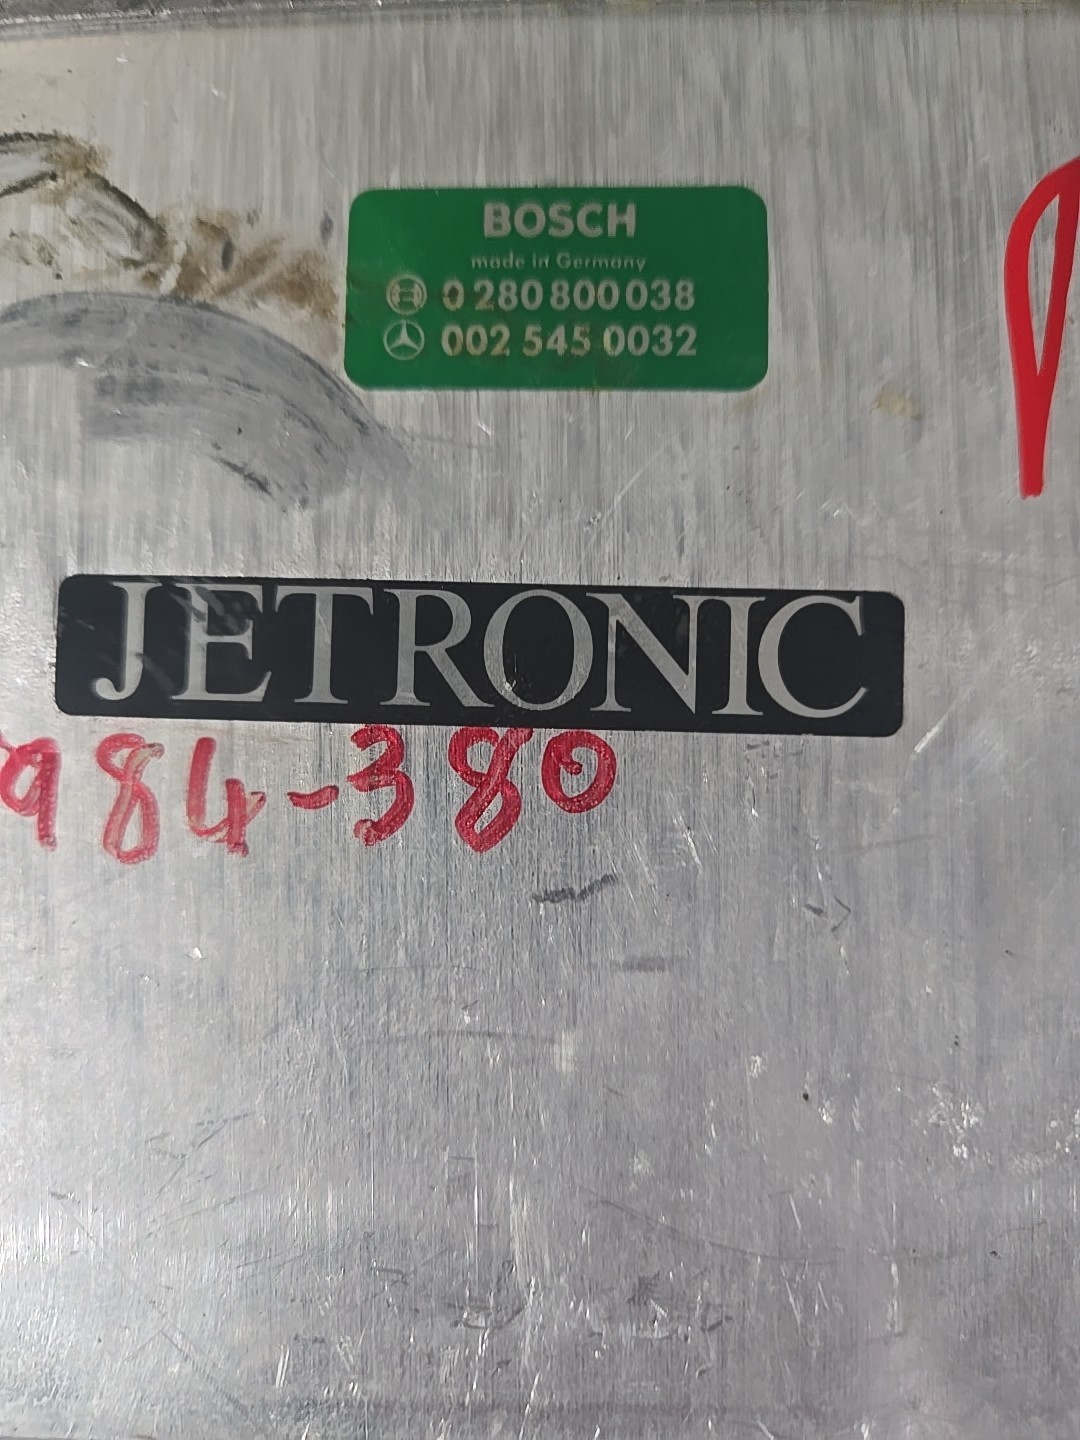 BOSCH
made in Germany
0 280 800 038
002 545 0032
JETRONIC
984-380